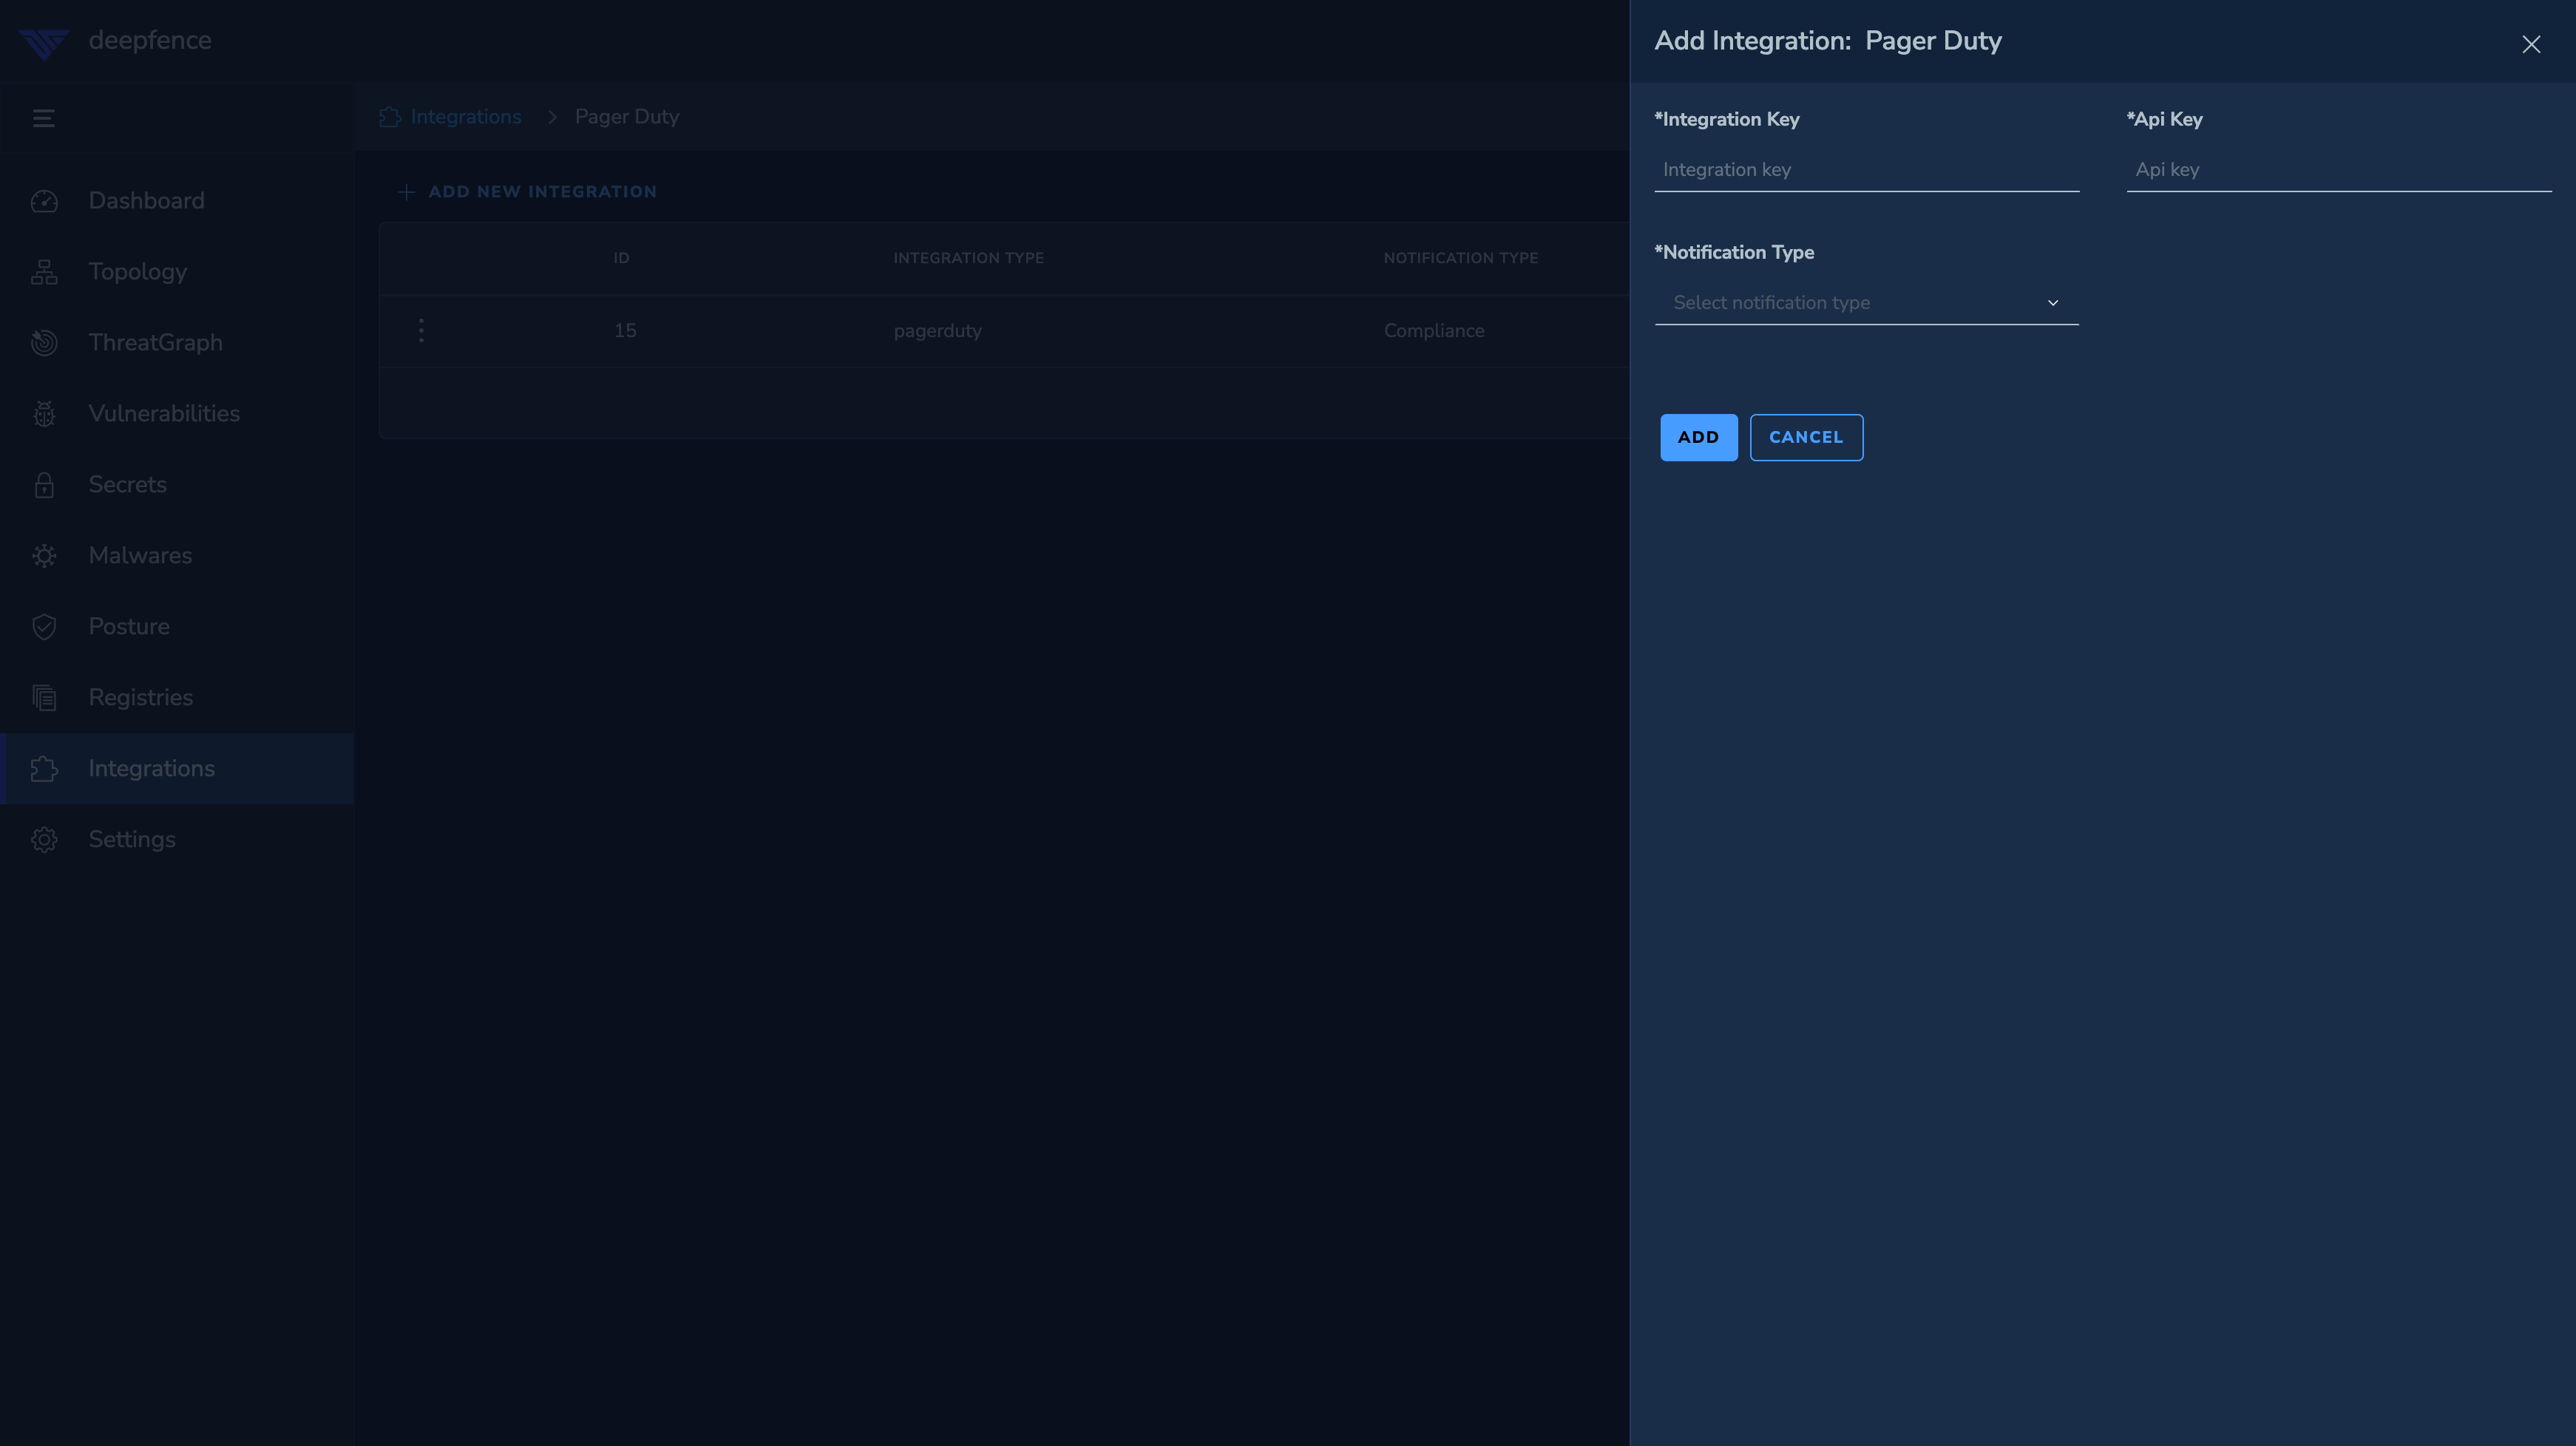 deepfence
Add Integration: Pager Duty
Integrations > Pager Duty
ADD NEW INTEGRATION
ID INTEGRATION TYPE NOTIFICATION TYPE
15 pagerduty Compliance
Dashboard
Topology
ThreatGraph
Vulnerabilities
Secrets
Malwares
Posture
Registries
Integrations
Settings
*Integration Key *Api Key
Integration key Api key
*Notification Type
Select notification type
ADD CANCEL